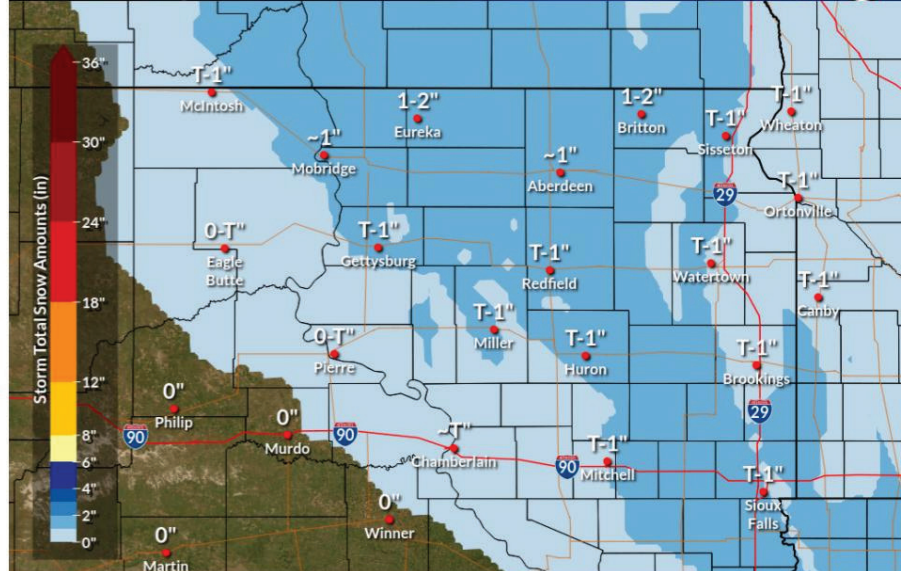 Storm Total Snow Amounts (in)
36"
30"
24"
18"
12"
8"
6"
4"
2"
0"
T-1"
McIntosh
1-2"
Eureka
1-2"
Britton
T-1"
Sisseton
T-1"
Wheaton
~1"
Mobridge
~1"
Aberdeen
29
T-1"
Ortonville
0-T"
Eagle
Butte
T-1"
Gettysburg
T-1"
Redfield
T-1"
Watertown
T-1"
Canby
0-T"
Pierre
T-1"
Miller
T-1"
Huron
T-1"
Brookings
0"
Philip
90
0"
Murdo
90
~T"
Chamberlain
90
T-1"
Mitchell
29
T-1"
Sioux
Falls
0"
Winner
0"
Martin